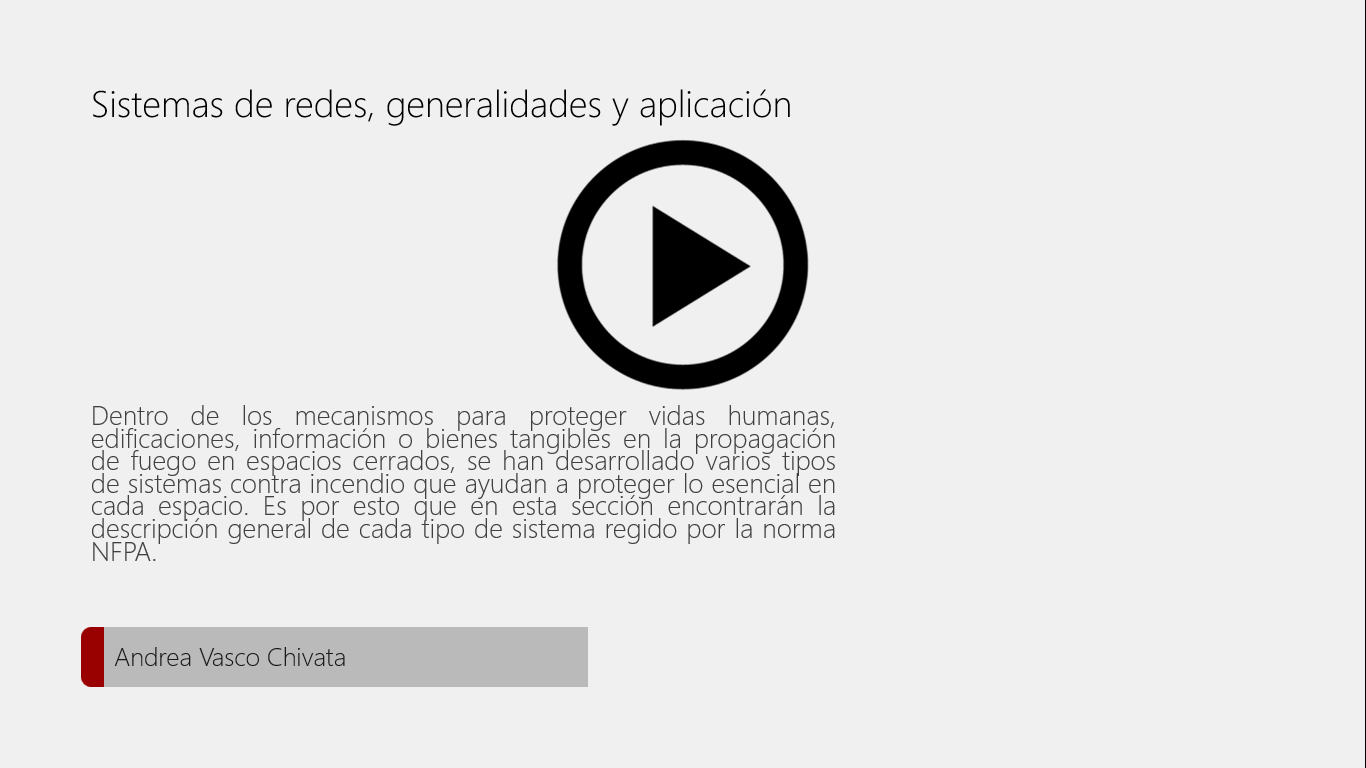 Sistemas de redes, generalidades y aplicación
Dentro de los mecanismos para proteger vidas humanas,
edificaciones, información o bienes tangibles en la propagación
de fuego en espacios cerrados, se han desarrollado varios tipos
de sistemas contra incendio que ayudan a proteger lo esencial en
cada espacio. Es por esto que en esta sección encontrarán la
descripción general de cada tipo de sistema regido por la norma
NFPA.
Andrea Vasco Chivata